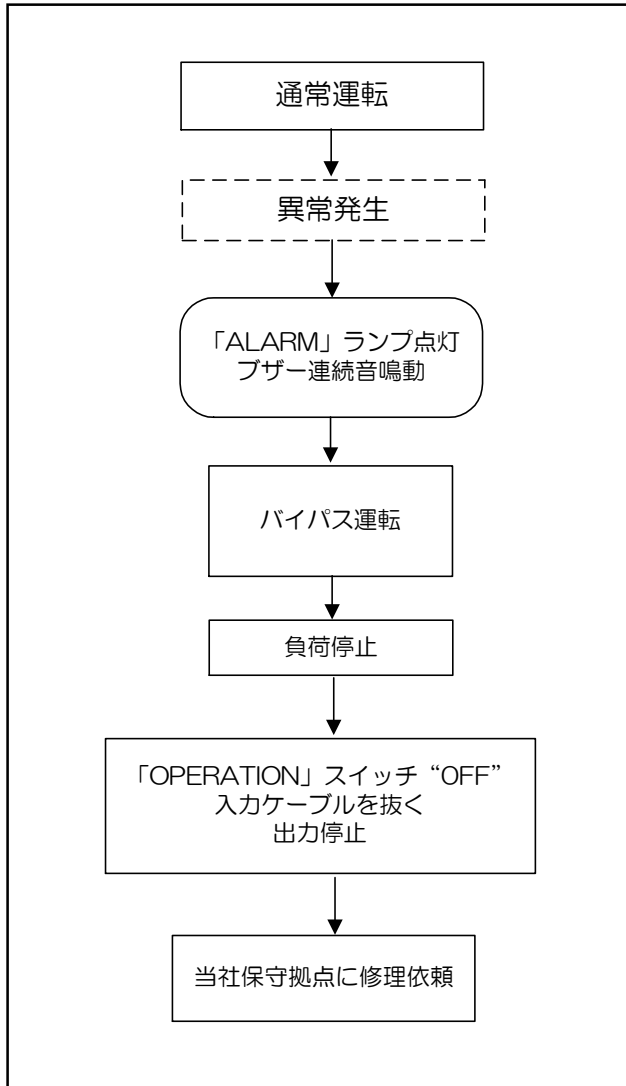 通常運転
異常発生
「ALARM」ランプ点灯
ブザー連続音鳴動
バイパス運転
負荷停止
「OPERATION」スイッチ“OFF”
入力ケーブルを抜く
出力停止
当社保守拠点に修理依頼